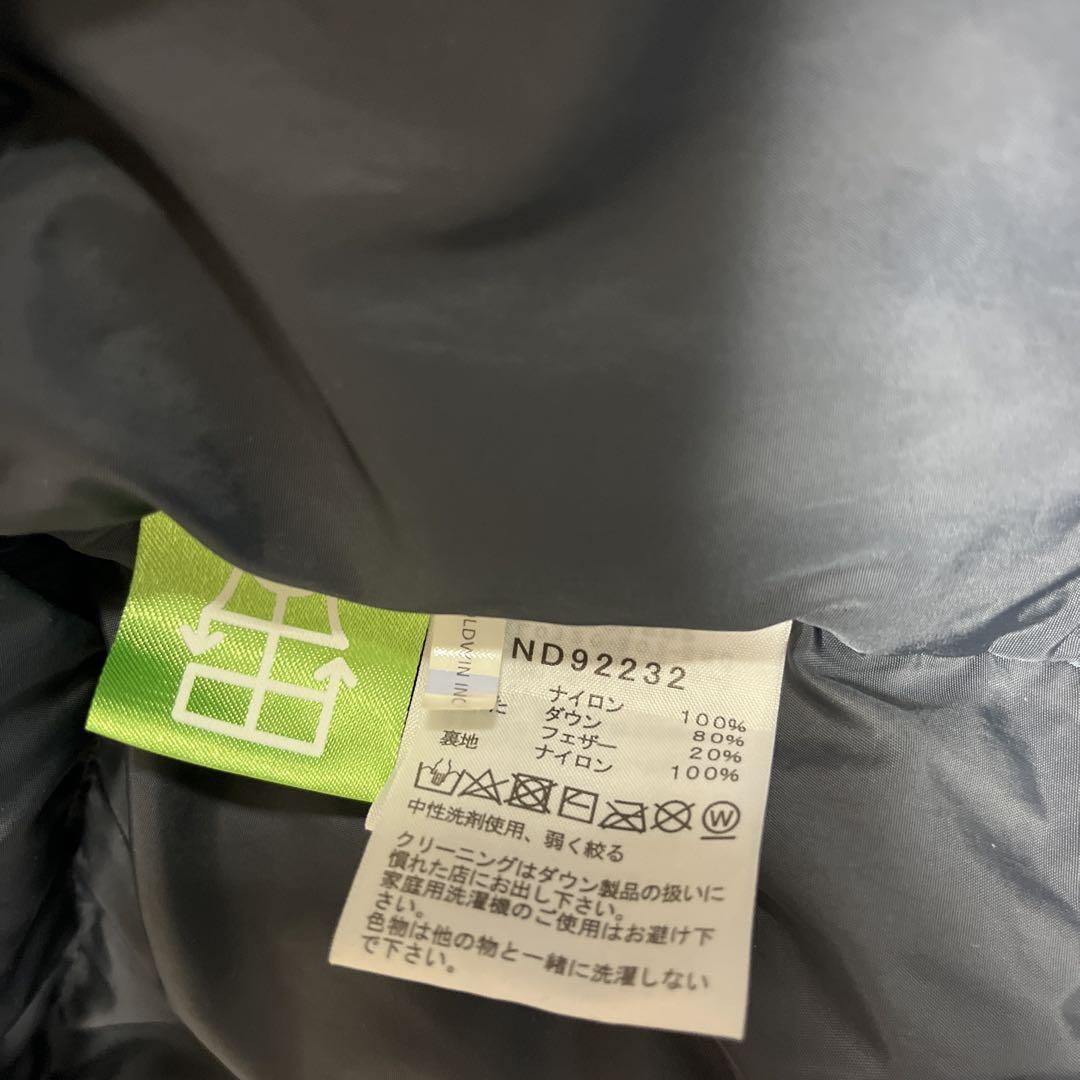 LDWIN INC
ND92232
ナイロン 100%
ダウン 80%
フェザー 20%
裏地 ナイロン 100%
W
中性洗剤使用、弱く絞る
クリーニングはダウン製品の扱いに
慣れた店にお出し下さい。
家庭用洗濯機のご使用はお避け下
さい。
色物は他の物と一緒に洗濯しない
で下さい。